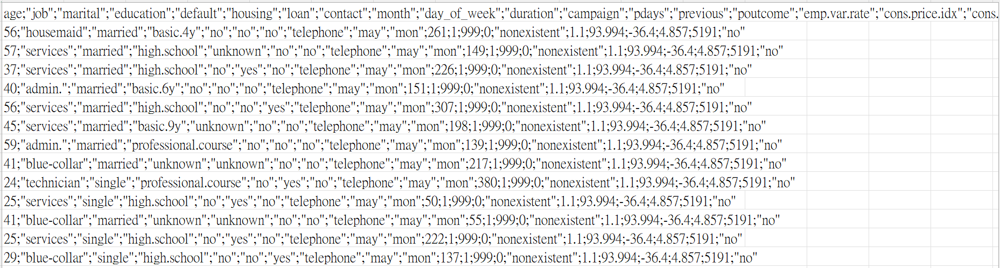 age;"job";"marital";"education";"default";"housing";"loan";"contact";"month";"day_of_week";"duration";"campaign";"pdays";"previous";"poutcome";"emp.var.rate";"cons.price.idx";"cons.
56;"housemaid";"married";"basic.4y";"no";"no";"no";"telephone";"may";"mon";261;1;999;0;"nonexistent";1.1;93.994;-36.4;4.857;5191;"no"
57;"services";"married";"high.school";"unknown";"no";"no";"telephone";"may";"mon";149;1;999;0;"nonexistent";1.1;93.994;-36.4;4.857;5191;"no"
37;"services";"married";"high.school";"no";"yes";"no";"telephone";"may";"mon";226;1;999;0;"nonexistent";1.1;93.994;-36.4;4.857;5191;"no"
40;"admin.";"married";"basic.6y";"no";"no";"no";"telephone";"may";"mon";151;1;999;0;"nonexistent";1.1;93.994;-36.4;4.857;5191;"no"
56;"services";"married";"high.school";"no";"no";"yes";"telephone";"may";"mon";307;1;999;0;"nonexistent";1.1;93.994;-36.4;4.857;5191;"no"
45;"services";"married";"basic.9y";"unknown";"no";"no";"telephone";"may";"mon";198;1;999;0;"nonexistent";1.1;93.994;-36.4;4.857;5191;"no"
59;"admin.";"married";"professional.course";"no";"no";"no";"telephone";"may";"mon";139;1;999;0;"nonexistent";1.1;93.994;-36.4;4.857;5191;"no"
41;"blue-collar";"married";"unknown";"unknown";"no";"no";"telephone";"may";"mon";217;1;999;0;"nonexistent";1.1;93.994;-36.4;4.857;5191;"no"
24;"technician";"single";"professional.course";"no";"yes";"no";"telephone";"may";"mon";380;1;999;0;"nonexistent";1.1;93.994;-36.4;4.857;5191;"no"
25;"services";"single";"high.school";"no";"yes";"no";"telephone";"may";"mon";50;1;999;0;"nonexistent";1.1;93.994;-36.4;4.857;5191;"no"
41;"blue-collar";"married";"unknown";"unknown";"no";"no";"telephone";"may";"mon";55;1;999;0;"nonexistent";1.1;93.994;-36.4;4.857;5191;"no"
25;"services";"single";"high.school";"no";"yes";"no";"telephone";"may";"mon";222;1;999;0;"nonexistent";1.1;93.994;-36.4;4.857;5191;"no"
29;"blue-collar";"single";"high.school";"no";"no";"yes";"telephone";"may";"mon";137;1;999;0;"nonexistent";1.1;93.994;-36.4;4.857;5191;"no"